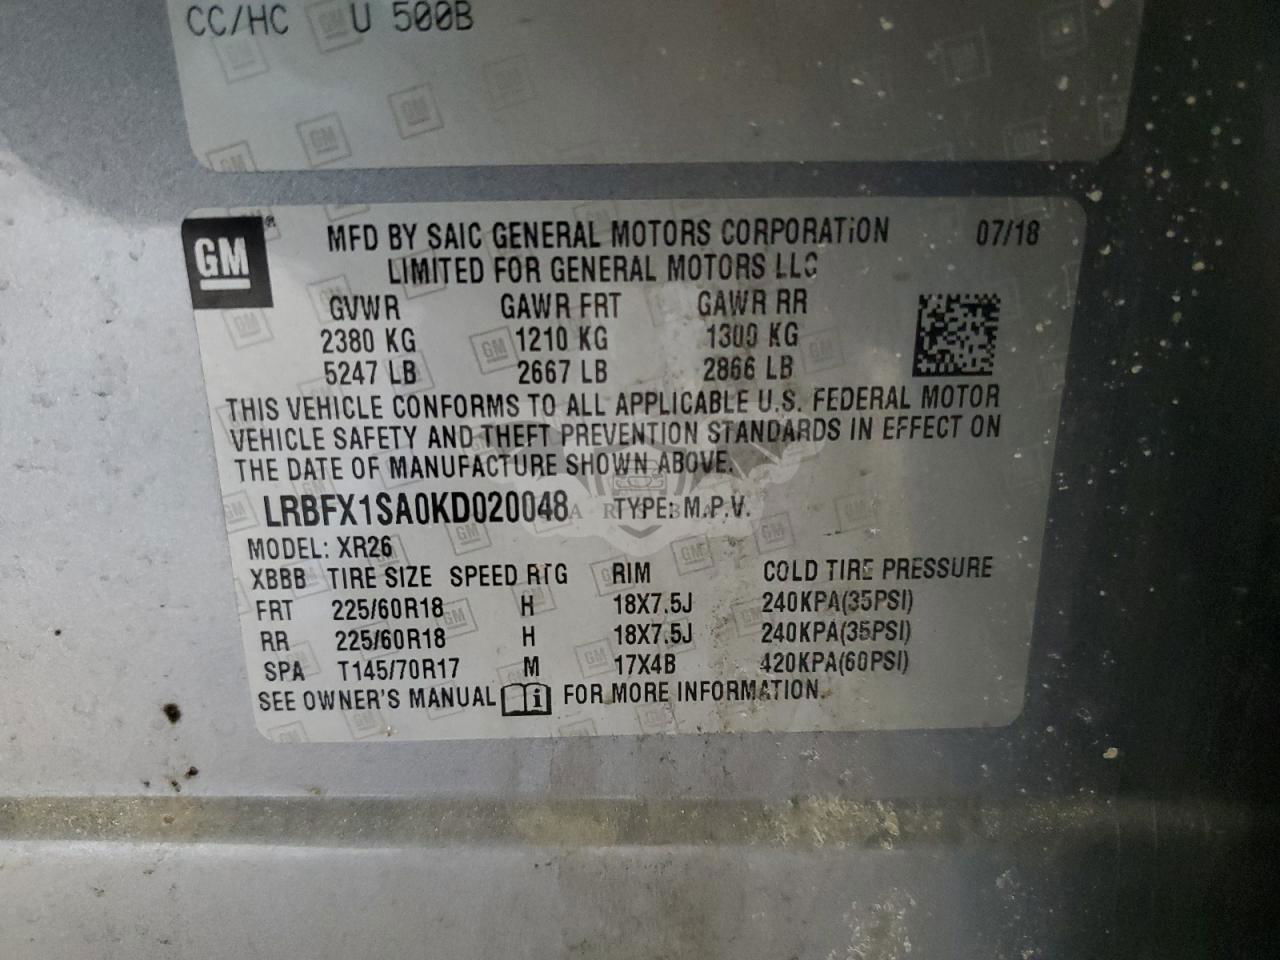 CC/HC U 500B
GM
MFD BY SAIC GENERAL MOTORS CORPORATION 07/18
LIMITED FOR GENERAL MOTORS LLC
GVWR GAWR FRT GAWR RR
2380 KG 1210 KG 1300 KG
5247 LB 2667 LB 2866 LB
THIS VEHICLE CONFORMS TO ALL APPLICABLE U.S. FEDERAL MOTOR
VEHICLE SAFETY AND THEFT PREVENTION STANDARDS IN EFFECT ON
THE DATE OF MANUFACTURE SHOWN ABOVE.
LRBFX1SA0KD020048 TYPE: M.P.V.
MODEL: XR26
XBBB TIRE SIZE SPEED RTG RIM COLD TIRE PRESSURE
FRT 225/60R18 H 18X7.5J 240KPA(35PSI)
RR 225/60R18 H 18X7.5J 240KPA(35PSI)
SPA T145/70R17 M 17X4B 420KPA(60PSI)
SEE OWNER'S MANUAL i FOR MORE INFORMATION.